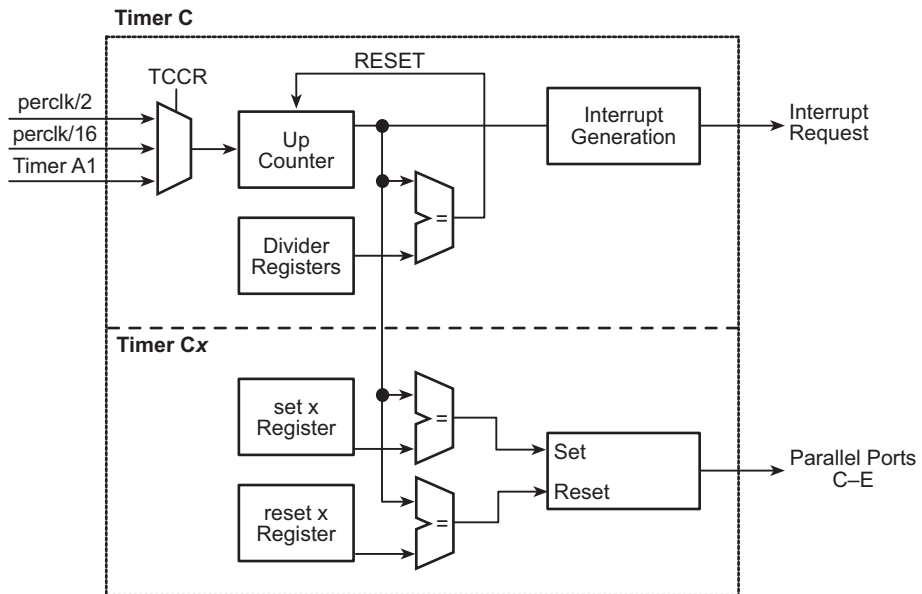 Timer C
RESET
TCCR
perclk/2
perclk/16
Timer A1
Up
Counter
Interrupt
Generation
Interrupt
Request
=
Divider
Registers
Timer Cx
set x
Register
=
Set
Reset
Parallel Ports
C–E
reset x
Register
=